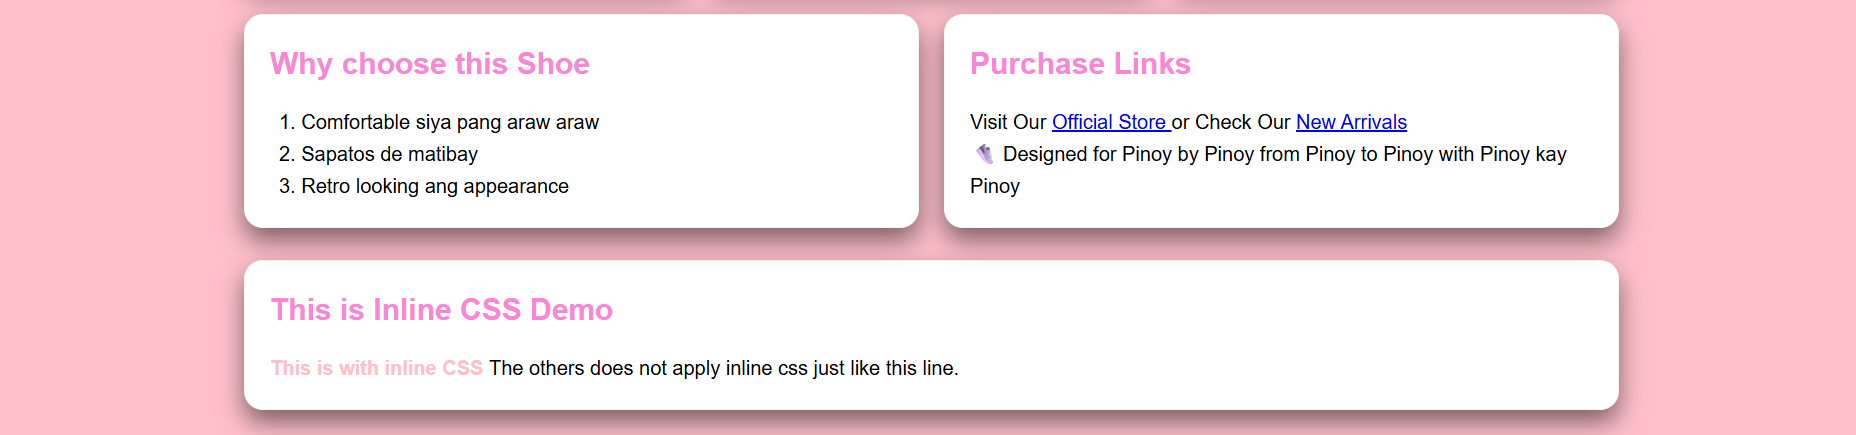 Why choose this Shoe
1. Comfortable siya pang araw araw
2. Sapatos de matibay
3. Retro looking ang appearance
Purchase Links
Visit Our Official Store or Check Our New Arrivals
Designed for Pinoy by Pinoy from Pinoy to Pinoy with Pinoy kay
Pinoy
This is Inline CSS Demo
This is with inline CSS The others does not apply inline css just like this line.